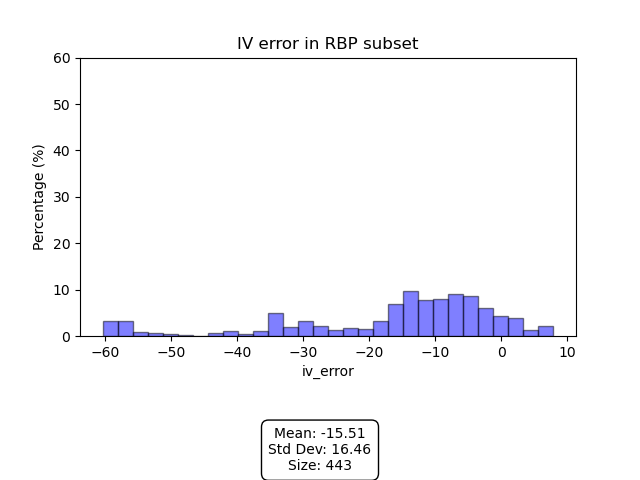 IV error in RBP subset
60
50
40
30
20
10
0
Percentage (%)
−60 −50 −40 −30 −20 −10 0 10
iv_error
Mean: -15.51
Std Dev: 16.46
Size: 443